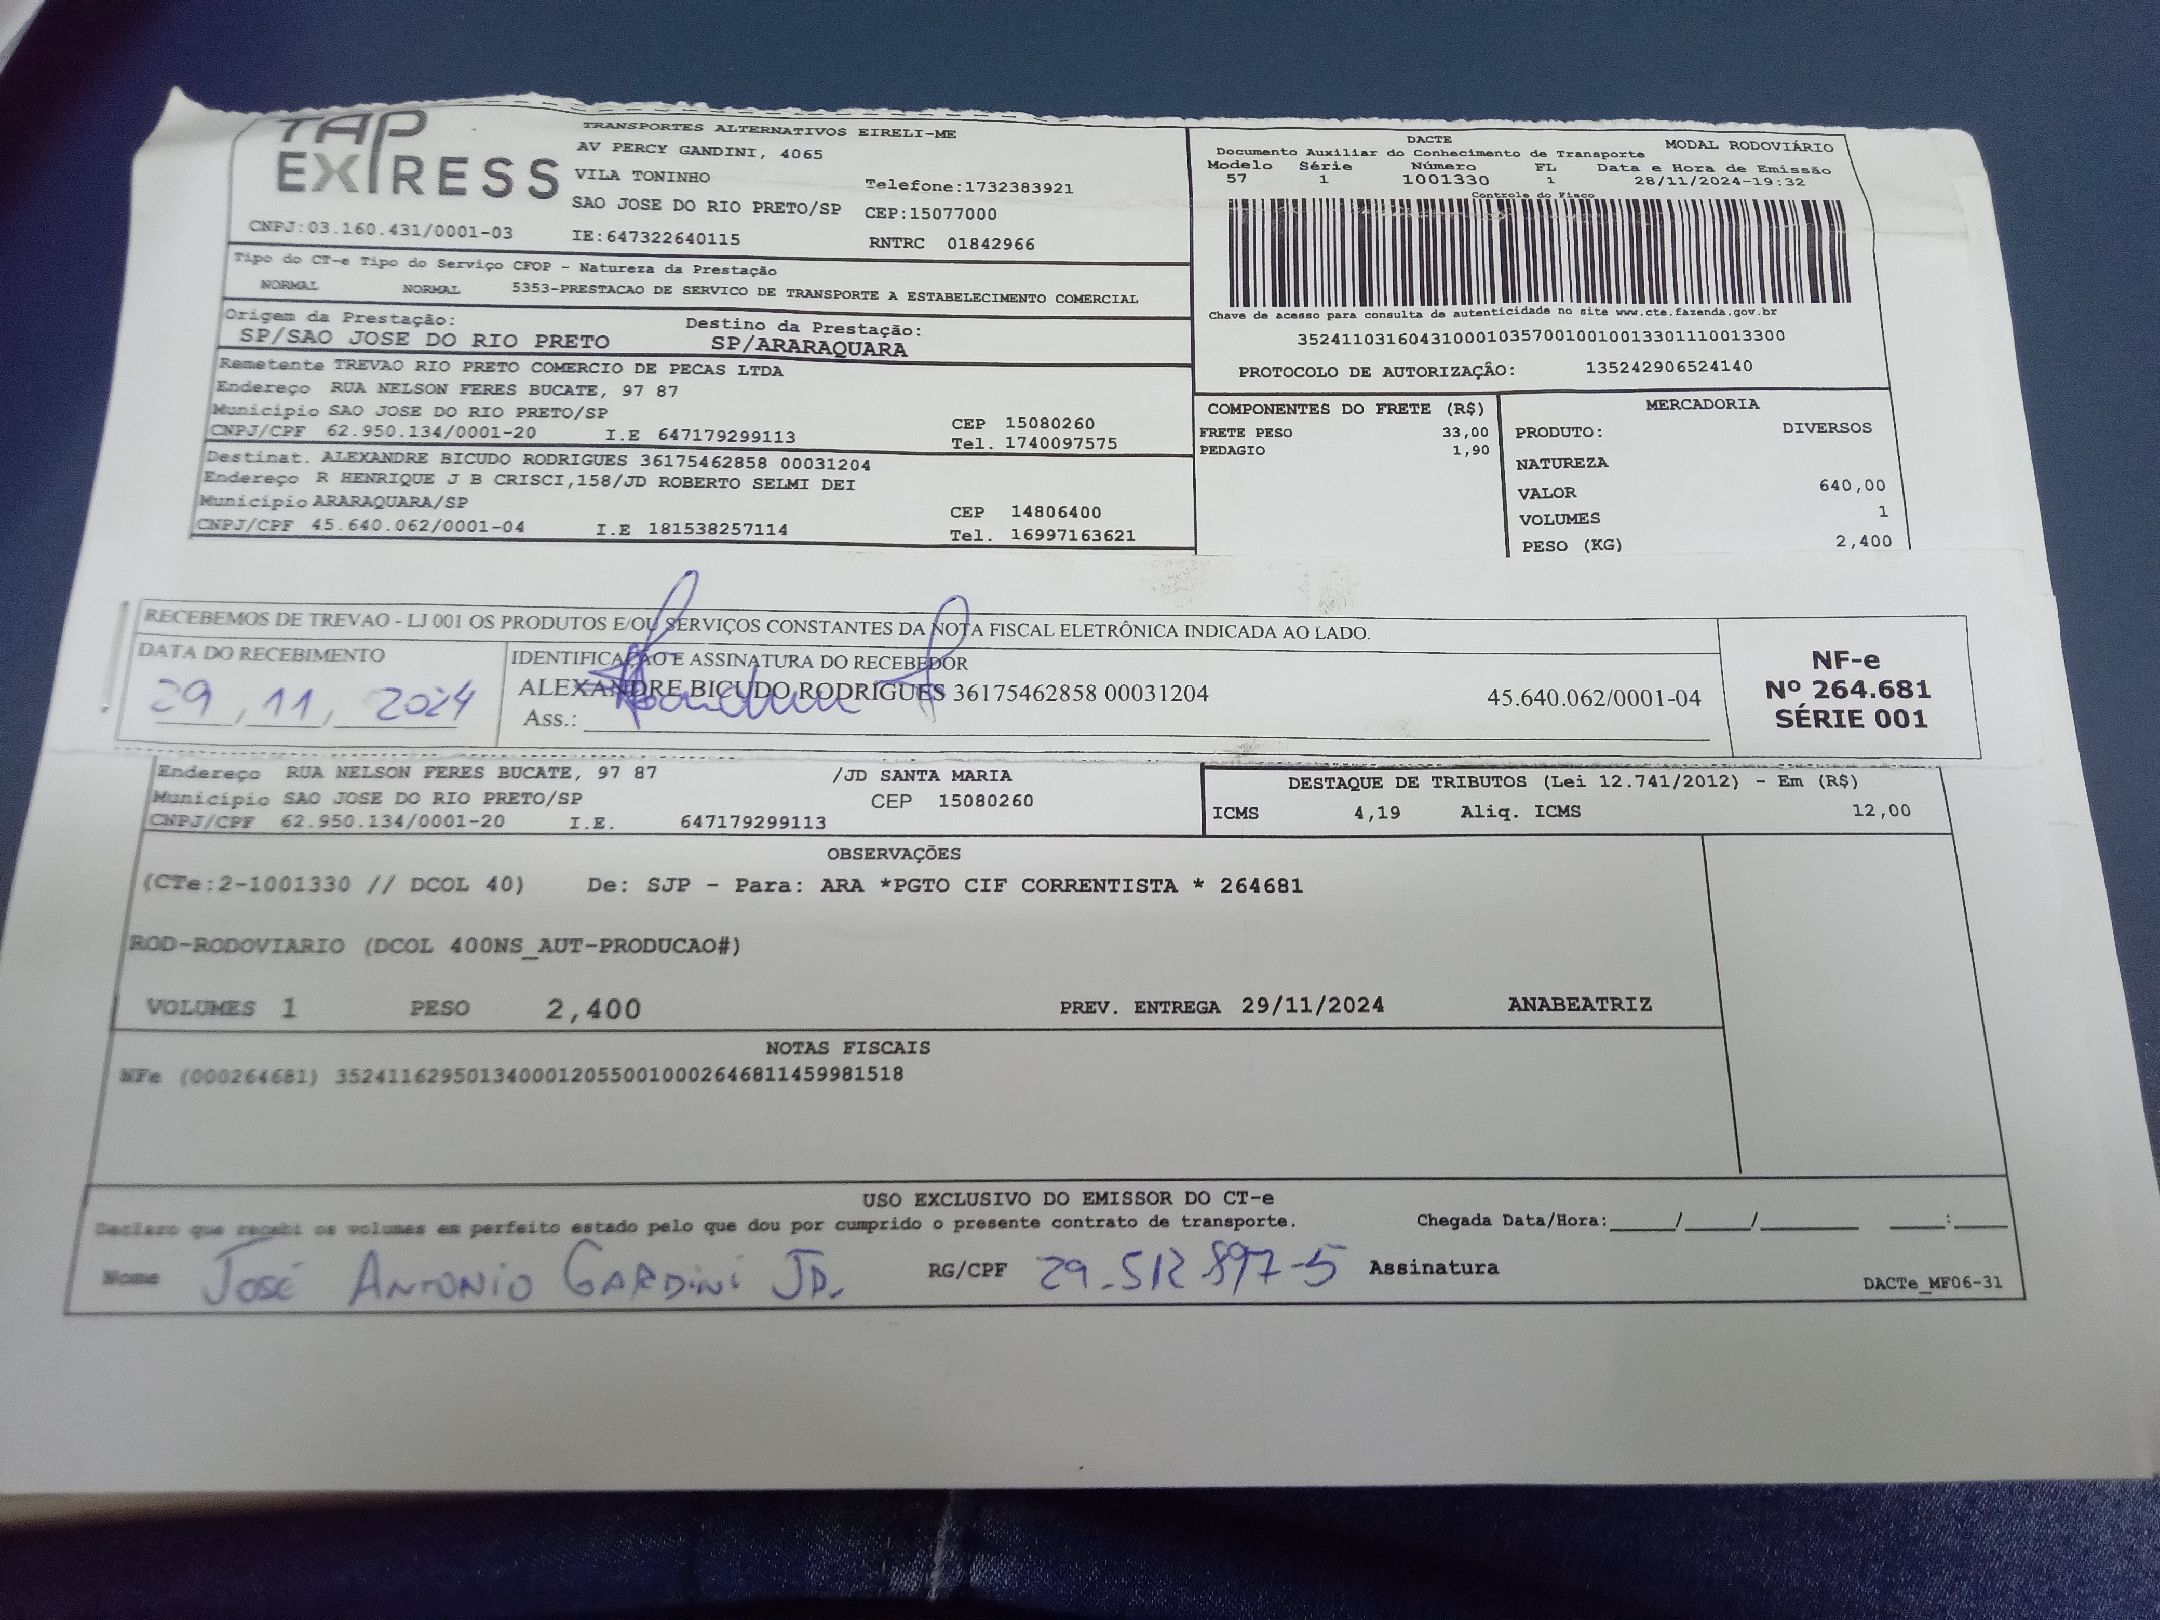 TAP EXPRESS
CNPJ:03.160.431/0001-03
TRANSPORTES ALTERNATIVOS EIRELI-ME
AV PERCY GANDINI, 4065
VILA TONINHO Telefone:1732383921
SAO JOSE DO RIO PRETO/SP CEP:15077000
IE:647322640115 RNTRC 01842966
DACTE MODAL RODOVIÁRIO
Documento Auxiliar do Conhecimento de Transporte
Modelo Série Número FL Data e Hora de Emissão
57 1 1001330 1 28/11/2024-19:32
Controle do Fisco
Chave de acesso para consulta de autenticidade no site www.cte.fazenda.gov.br
35241103160431000103570010010013301110013300
PROTOCOLO DE AUTORIZAÇÃO: 135242906524140
Tipo do CT-e Tipo do Serviço CFOP - Natureza da Prestação
NORMAL NORMAL 5353-PRESTACAO DE SERVICO DE TRANSPORTE A ESTABELECIMENTO COMERCIAL
Origem da Prestação: Destino da Prestação:
SP/SAO JOSE DO RIO PRETO SP/ARARAQUARA
Remetente TREVAO RIO PRETO COMERCIO DE PECAS LTDA
Endereço RUA NELSON FERES BUCATE, 97 87
Município SAO JOSE DO RIO PRETO/SP CEP 15080260
CNPJ/CPF 62.950.134/0001-20 I.E 647179299113 Tel. 1740097575
Destinat. ALEXANDRE BICUDO RODRIGUES 36175462858 00031204
Endereço R HENRIQUE J B CRISCI,158/JD ROBERTO SELMI DEI
Município ARARAQUARA/SP CEP 14806400
CNPJ/CPF 45.640.062/0001-04 I.E 181538257114 Tel. 16997163621
COMPONENTES DO FRETE (R$)
FRETE PESO 33,00
PEDAGIO 1,90
MERCADORIA
PRODUTO: DIVERSOS
NATUREZA
VALOR 640,00
VOLUMES 1
PESO (KG) 2,400
RECEBEMOS DE TREVAO - LJ 001 OS PRODUTOS E/OU SERVIÇOS CONSTANTES DA NOTA FISCAL ELETRÔNICA INDICADA AO LADO.
DATA DO RECEBIMENTO
29, 11, 2024
IDENTIFICAÇÃO E ASSINATURA DO RECEBEDOR
ALEXANDRE BICUDO RODRIGUES 36175462858 00031204 45.640.062/0001-04
Ass.:
NF-e
Nº 264.681
SÉRIE 001
Endereço RUA NELSON FERES BUCATE, 97 87 /JD SANTA MARIA
Município SAO JOSE DO RIO PRETO/SP CEP 15080260
CNPJ/CPF 62.950.134/0001-20 I.E. 647179299113
DESTAQUE DE TRIBUTOS (Lei 12.741/2012) - Em (R$)
ICMS 4,19 Aliq. ICMS 12,00
OBSERVAÇÕES
(CTe:2-1001330 // DCOL 40) De: SJP - Para: ARA *PGTO CIF CORRENTISTA * 264681
ROD-RODOVIARIO (DCOL 400NS_AUT-PRODUCAO#)
VOLUMES 1 PESO 2,400 PREV. ENTREGA 29/11/2024 ANABEATRIZ
NOTAS FISCAIS
NFe (000264681) 35241162950134000120550010002646811459981518
USO EXCLUSIVO DO EMISSOR DO CT-e
Declaro que recebi os volumes em perfeito estado pelo que dou por cumprido o presente contrato de transporte. Chegada Data/Hora:_____/_____/_______ ____:____
Nome José Antonio Gardini JD. RG/CPF 29.512 897-5 Assinatura
DACTe_MF06-31